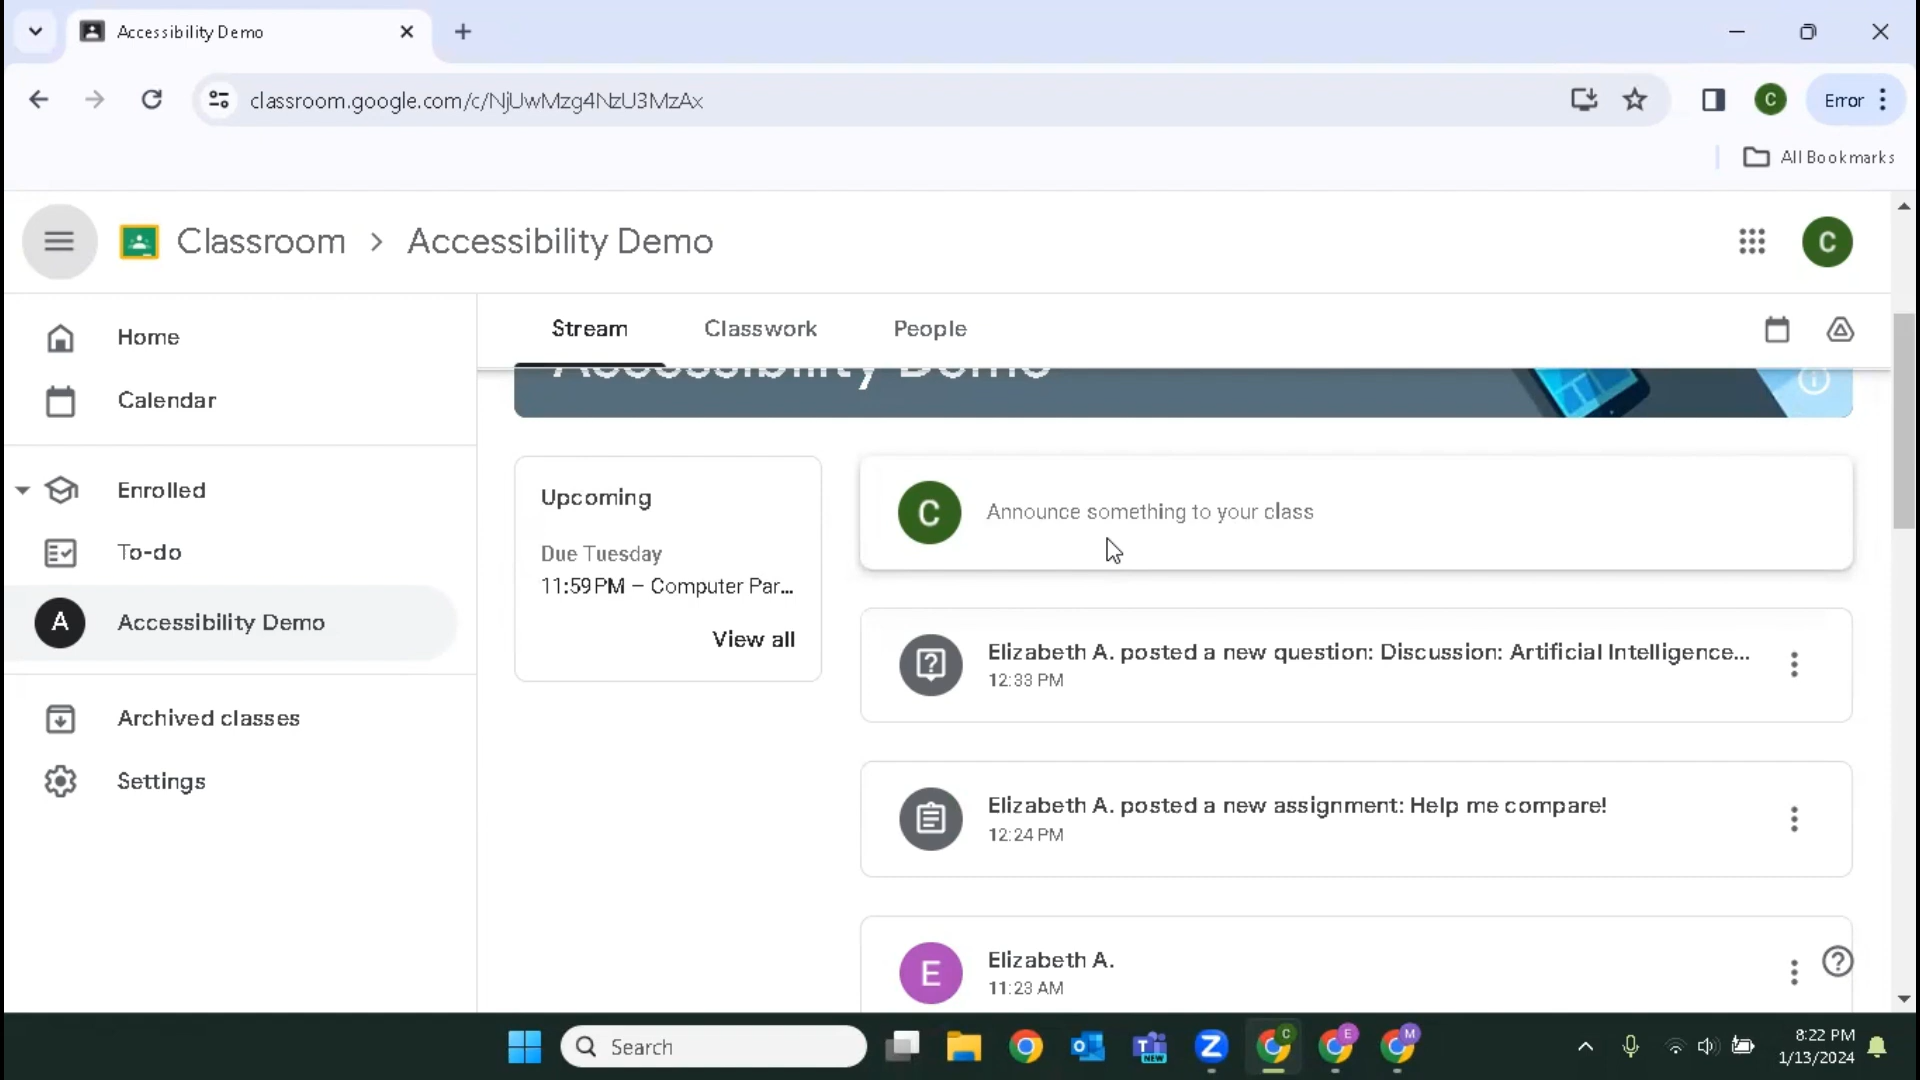 Accessibility Demo
classroom.google.com/c/NjUwMzg4NzU3MzAx
C
Error
All Bookmarks
Classroom > Accessibility Demo
C
Home
Calendar
Enrolled
To-do
A Accessibility Demo
Archived classes
Settings
Stream Classwork People
Accessibility Demo
Upcoming
Due Tuesday
11:59 PM – Computer Par...
View all
C Announce something to your class
Elizabeth A. posted a new question: Discussion: Artificial Intelligence...
12:33 PM
Elizabeth A. posted a new assignment: Help me compare!
12:24 PM
E Elizabeth A.
11:23 AM
Search
T NEW
C
E
M
8:22 PM
1/13/2024